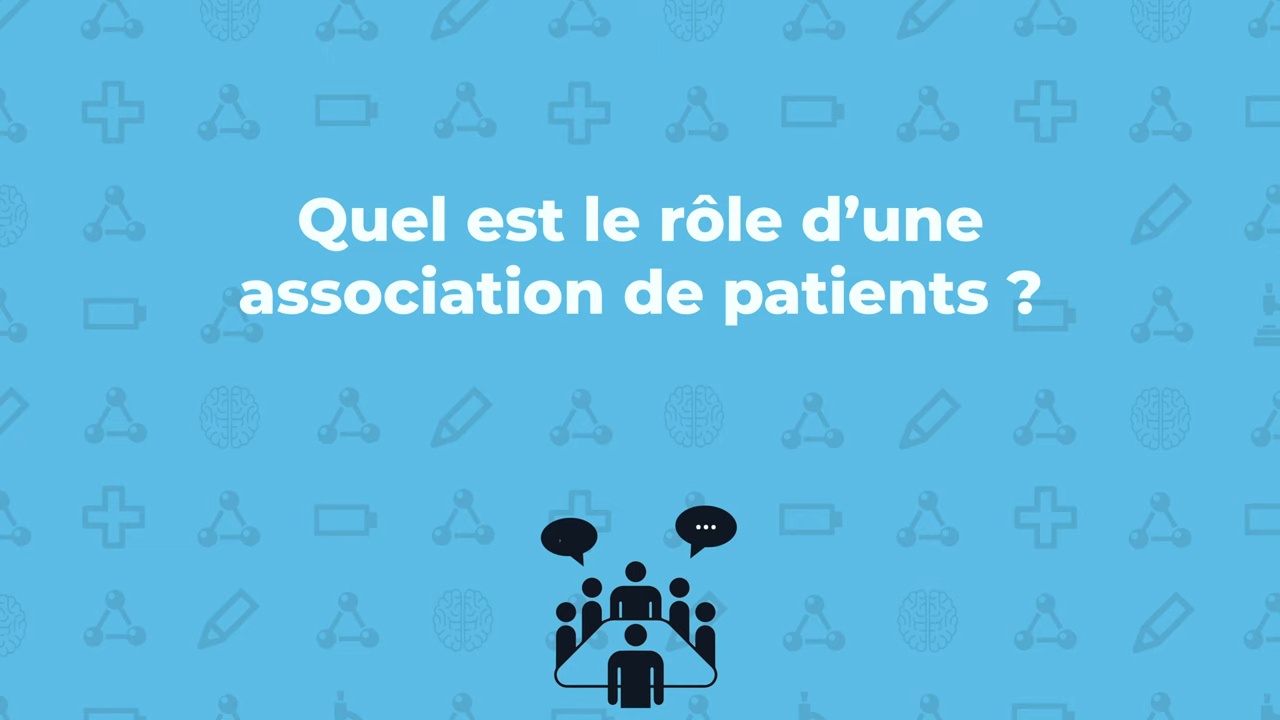 Quel est le rôle d’une
association de patients ?